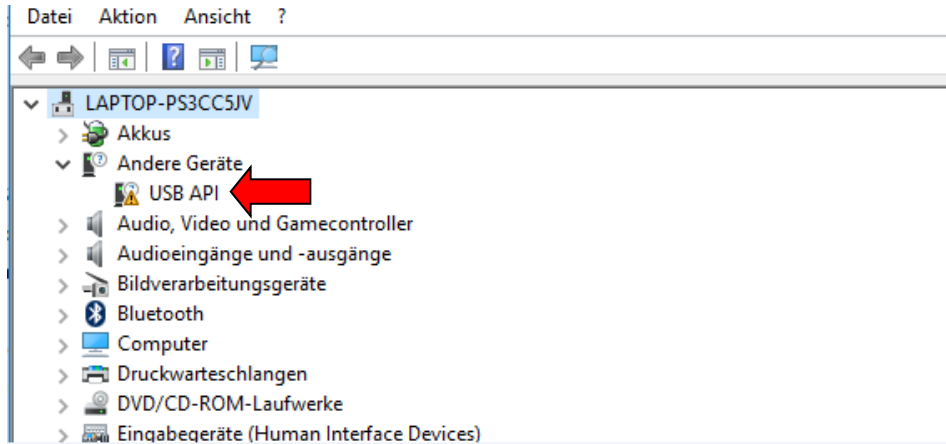 Datei Aktion Ansicht ?
LAPTOP-PS3CC5JV
Akkus
Andere Geräte
USB API
Audio, Video und Gamecontroller
Audioeingänge und -ausgänge
Bildverarbeitungsgeräte
Bluetooth
Computer
Druckwarteschlangen
DVD/CD-ROM-Laufwerke
Eingabegeräte (Human Interface Devices)